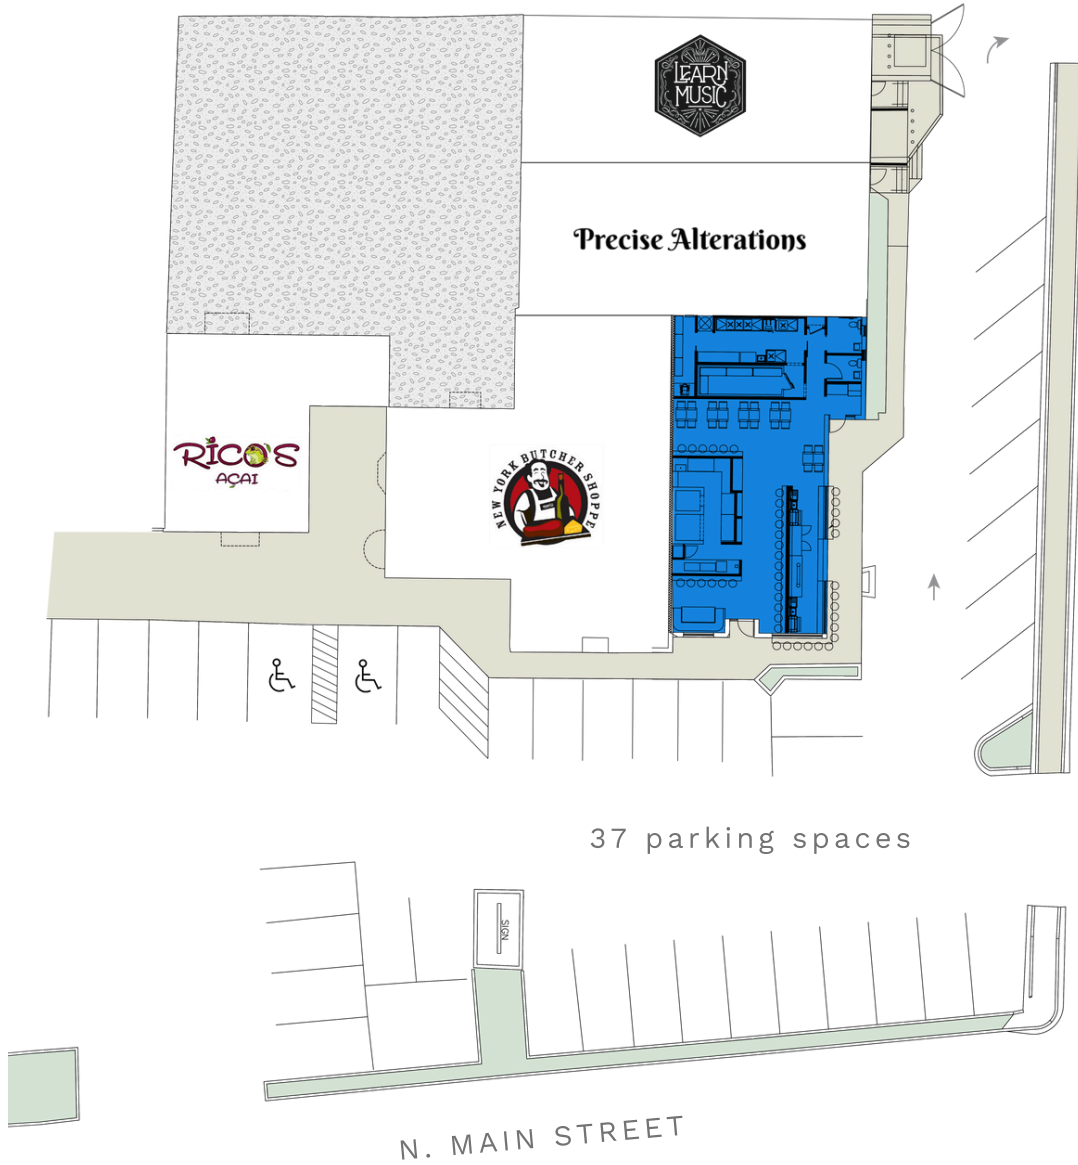 LEARN
MUSIC
Precise Alterations
RICO'S
AÇAI
NEW YORK BUTCHER SHOPPE
37 parking spaces
SIGN
N. MAIN STREET